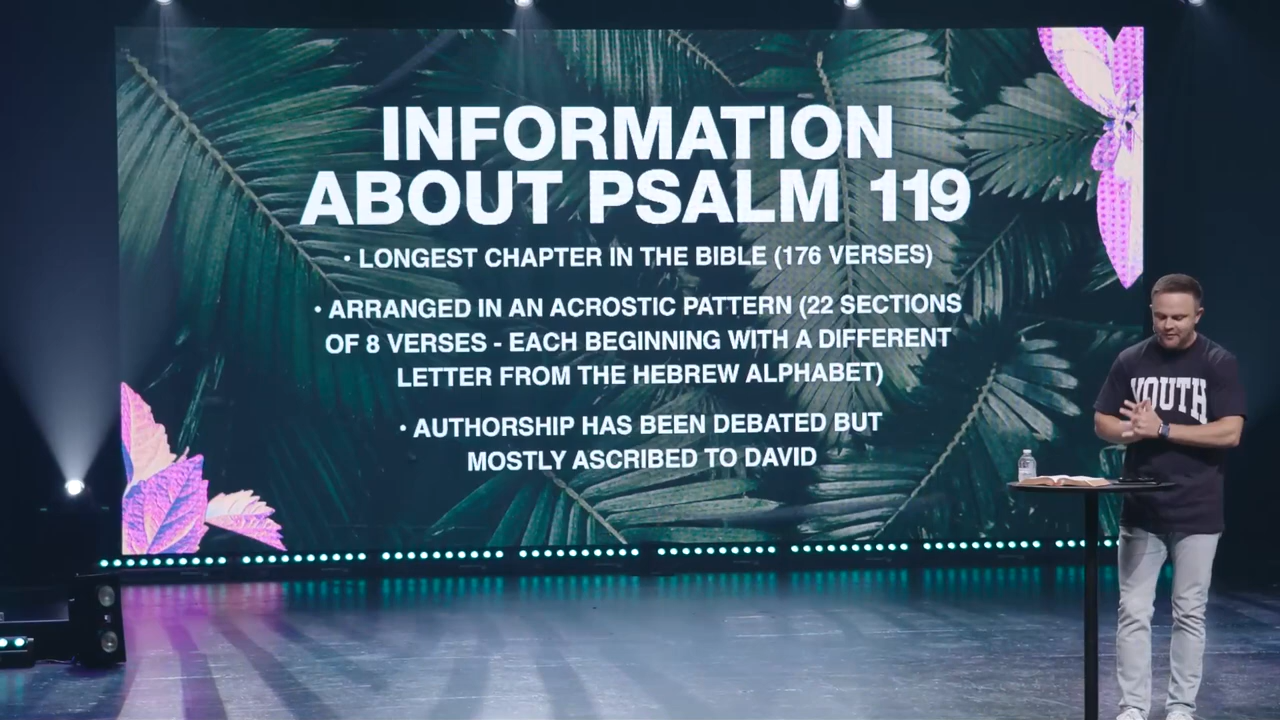 INFORMATION
ABOUT PSALM 119
• LONGEST CHAPTER IN THE BIBLE (176 VERSES)
• ARRANGED IN AN ACROSTIC PATTERN (22 SECTIONS
OF 8 VERSES - EACH BEGINNING WITH A DIFFERENT
LETTER FROM THE HEBREW ALPHABET)
• AUTHORSHIP HAS BEEN DEBATED BUT
MOSTLY ASCRIBED TO DAVID
YOUTH